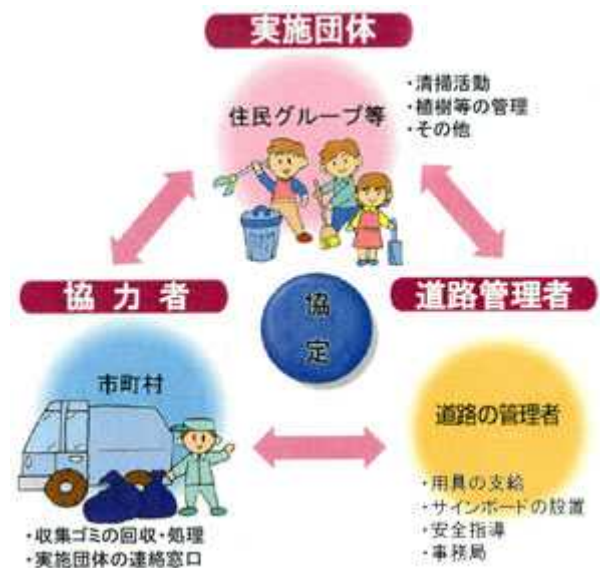 実施団体
住民グループ等
・清掃活動
・植樹等の管理
・その他
協力者
協定
道路管理者
市町村
道路の管理者
・収集ゴミの回収・処理
・実施団体の連絡窓口
・用具の支給
・サインボードの設置
・安全指導
・事務局